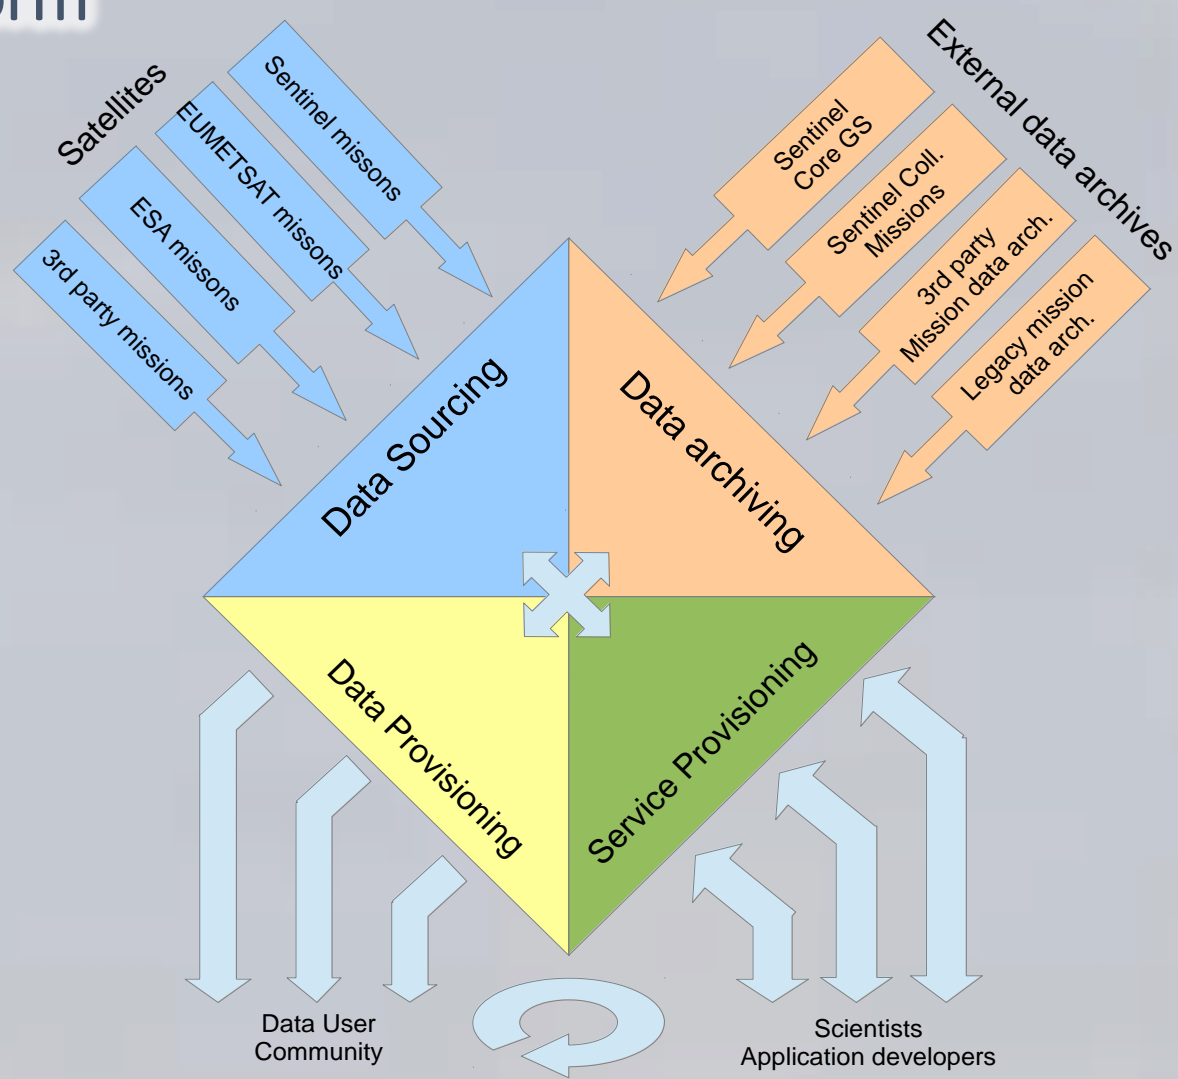 Satellites
Sentinel missons
EUMETSAT missons
ESA missons
3rd party missions
External data archives
Sentinel
Core GS
Sentinel Coll.
Missions
3rd party
Mission data arch.
Legacy mission
data arch.
Data Sourcing
Data archiving
Data Provisioning
Service Provisioning
Data User
Community
Scientists
Application developers